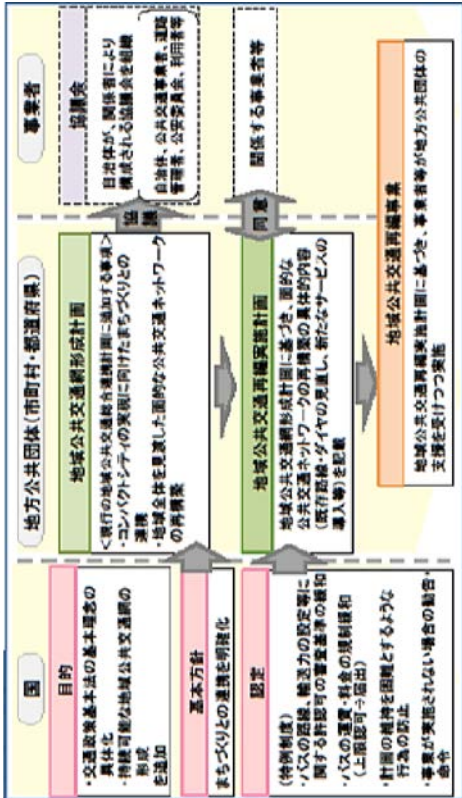 国
目的
・交通政策基本法の基本理念の
具体化
・持続可能な地域公共交通網の
形成
を追加
基本方針
まちづくりとの連携を明確化
認定
(特例制度)
・バスの路線、輸送力の設定等に
関する許認可の審査基準の緩和
・バスの運賃・料金の規制緩和
(上限認可→届出)
・計画の維持を困難とするような
行為の防止
・事業が実施されない場合の勧告・
命令
地方公共団体(市町村・都道府県)
地域公共交通網形成計画
<現行の地域公共交通総合連携計画に追加する事項>
・コンパクトシティの実現に向けたまちづくりとの
連携
・地域全体を見渡した面的な公共交通ネットワーク
の再構築
協議
地域公共交通再編実施計画
地域公共交通網形成計画に基づき、面的な
公共交通ネットワークの再構築の具体的内容
(既存路線・ダイヤの見直し、新たなサービスの
導入等)を記載
同意
事業者
協議会
自治体が、関係者により
構成される協議会を組織
自治体、公共交通事業者、道路
管理者、公安委員会、利用者等
関係する事業者等
地域公共交通再編事業
地域公共交通再編実施計画に基づき、事業者等が地方公共団体の
支援を受けつつ実施